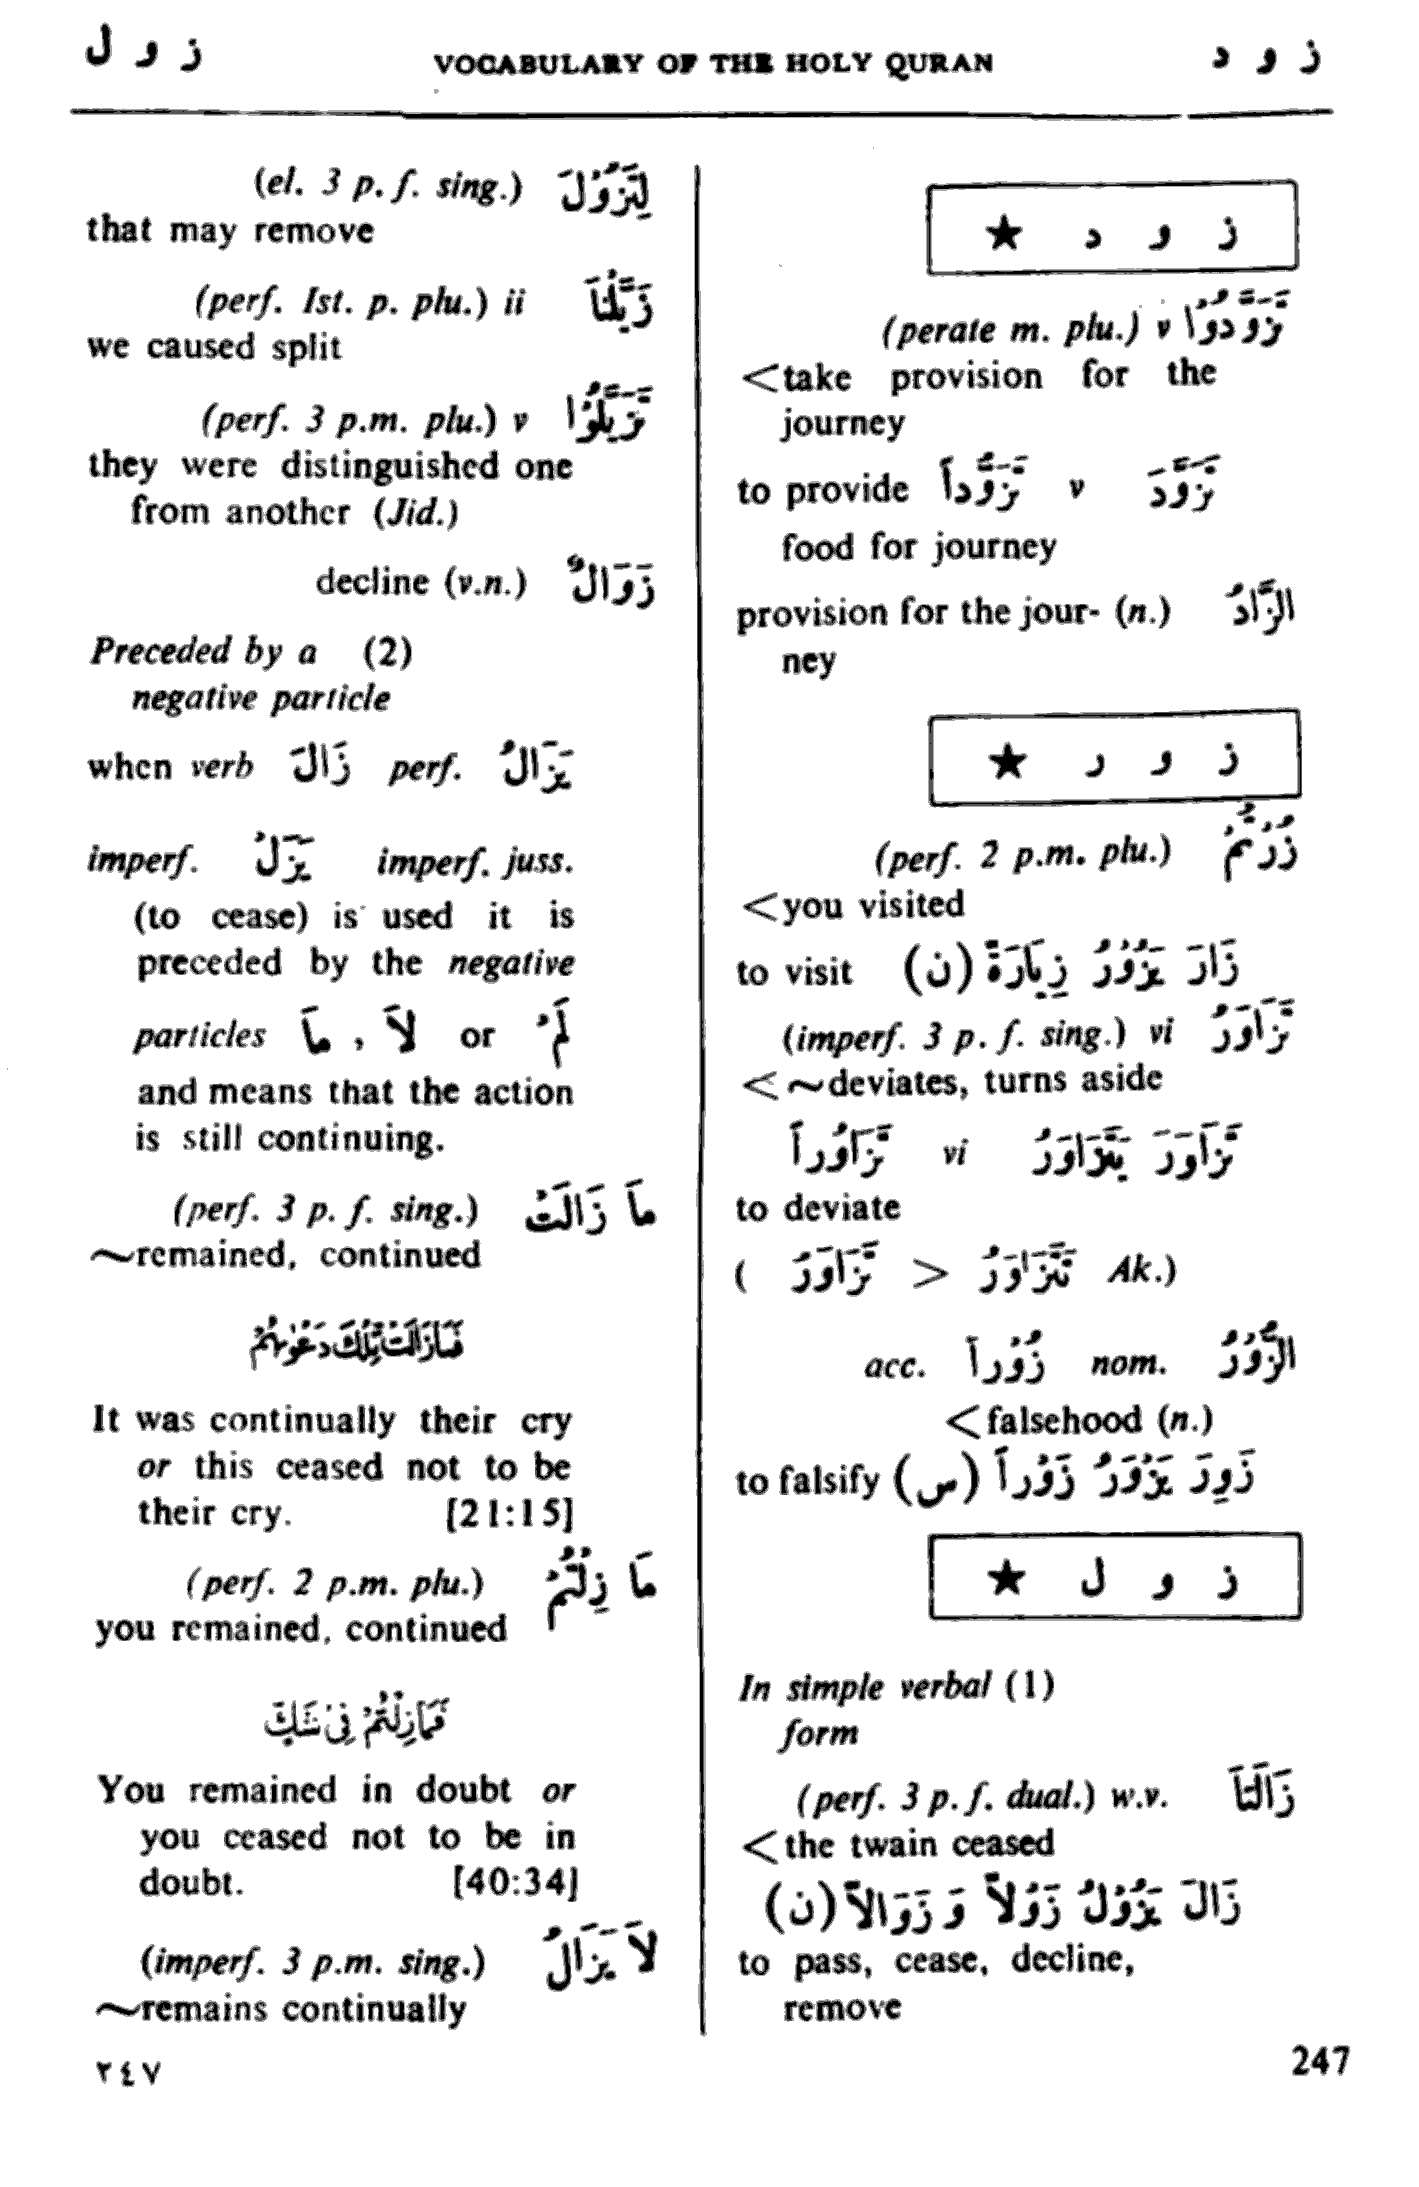 ز و ل VOCABULARY OF THE HOLY QURAN ز و د
★ ز و د
(perate m. plu.) v تَزَوَّدُوْا
<take provision for the
journey
to provide تَزَوُّداً v تَزَوَّدَ
food for journey
provision for the jour- (n.) الزَّادُ
ney
★ ز و ر
(perf. 2 p.m. plu.) زُرْتُمْ
<you visited
to visit زَارَ يَزُوْرُ زِيَارَةً (ن)
(imperf. 3 p. f. sing.) vi تَزَاوَرُ
<~deviates, turns aside
تَزَاوَرَ يَتَزَاوَرُ vi تَزَاوُراً
to deviate
( تَزَاوَرُ > تَتَزَاوَرُ Ak.)
acc. زُوْراً nom. الزُّوْرُ
<falsehood (n.)
to falsify زَوِرَ يَزْوَرُ زَوْراً (س)
★ ز و ل
In simple verbal (1)
form
(perf. 3 p. f. dual.) w.v. زَالَتَا
<the twain ceased
زَالَ يَزُوْلُ زَوْلاً وَ زَوَالاً (ن)
to pass, cease, decline,
remove
(el. 3 p. f. sing.) لِتَزُوْلَ
that may remove
(perf. Ist. p. plu.) ii زَيَّلْنَا
we caused split
(perf. 3 p.m. plu.) v تَزَيَّلُوْا
they were distinguished one
from another (Jid.)
decline (v.n.) زَوَالٌ
Preceded by a (2)
negative particle
when verb زَالَ perf. يَزَالُ
imperf. يَزَلْ imperf. juss.
(to cease) is used it is
preceded by the negative
particles مَا , لاَ or لَمْ
and means that the action
is still continuing.
(perf. 3 p. f. sing.) مَا زَالَتْ
~remained, continued
فَمَا زَالَتْ تِّلْكَ دَعْوٰىهُمْ
It was continually their cry
or this ceased not to be
their cry. [21:15]
(perf. 2 p.m. plu.) مَا زِلْتُمْ
you remained, continued
فَمَا زِلْتُمْ فِىْ شَكٍّ
You remained in doubt or
you ceased not to be in
doubt. [40:34]
(imperf. 3 p.m. sing.) لاَ يَزَالُ
~remains continually
٢٤٧ 247